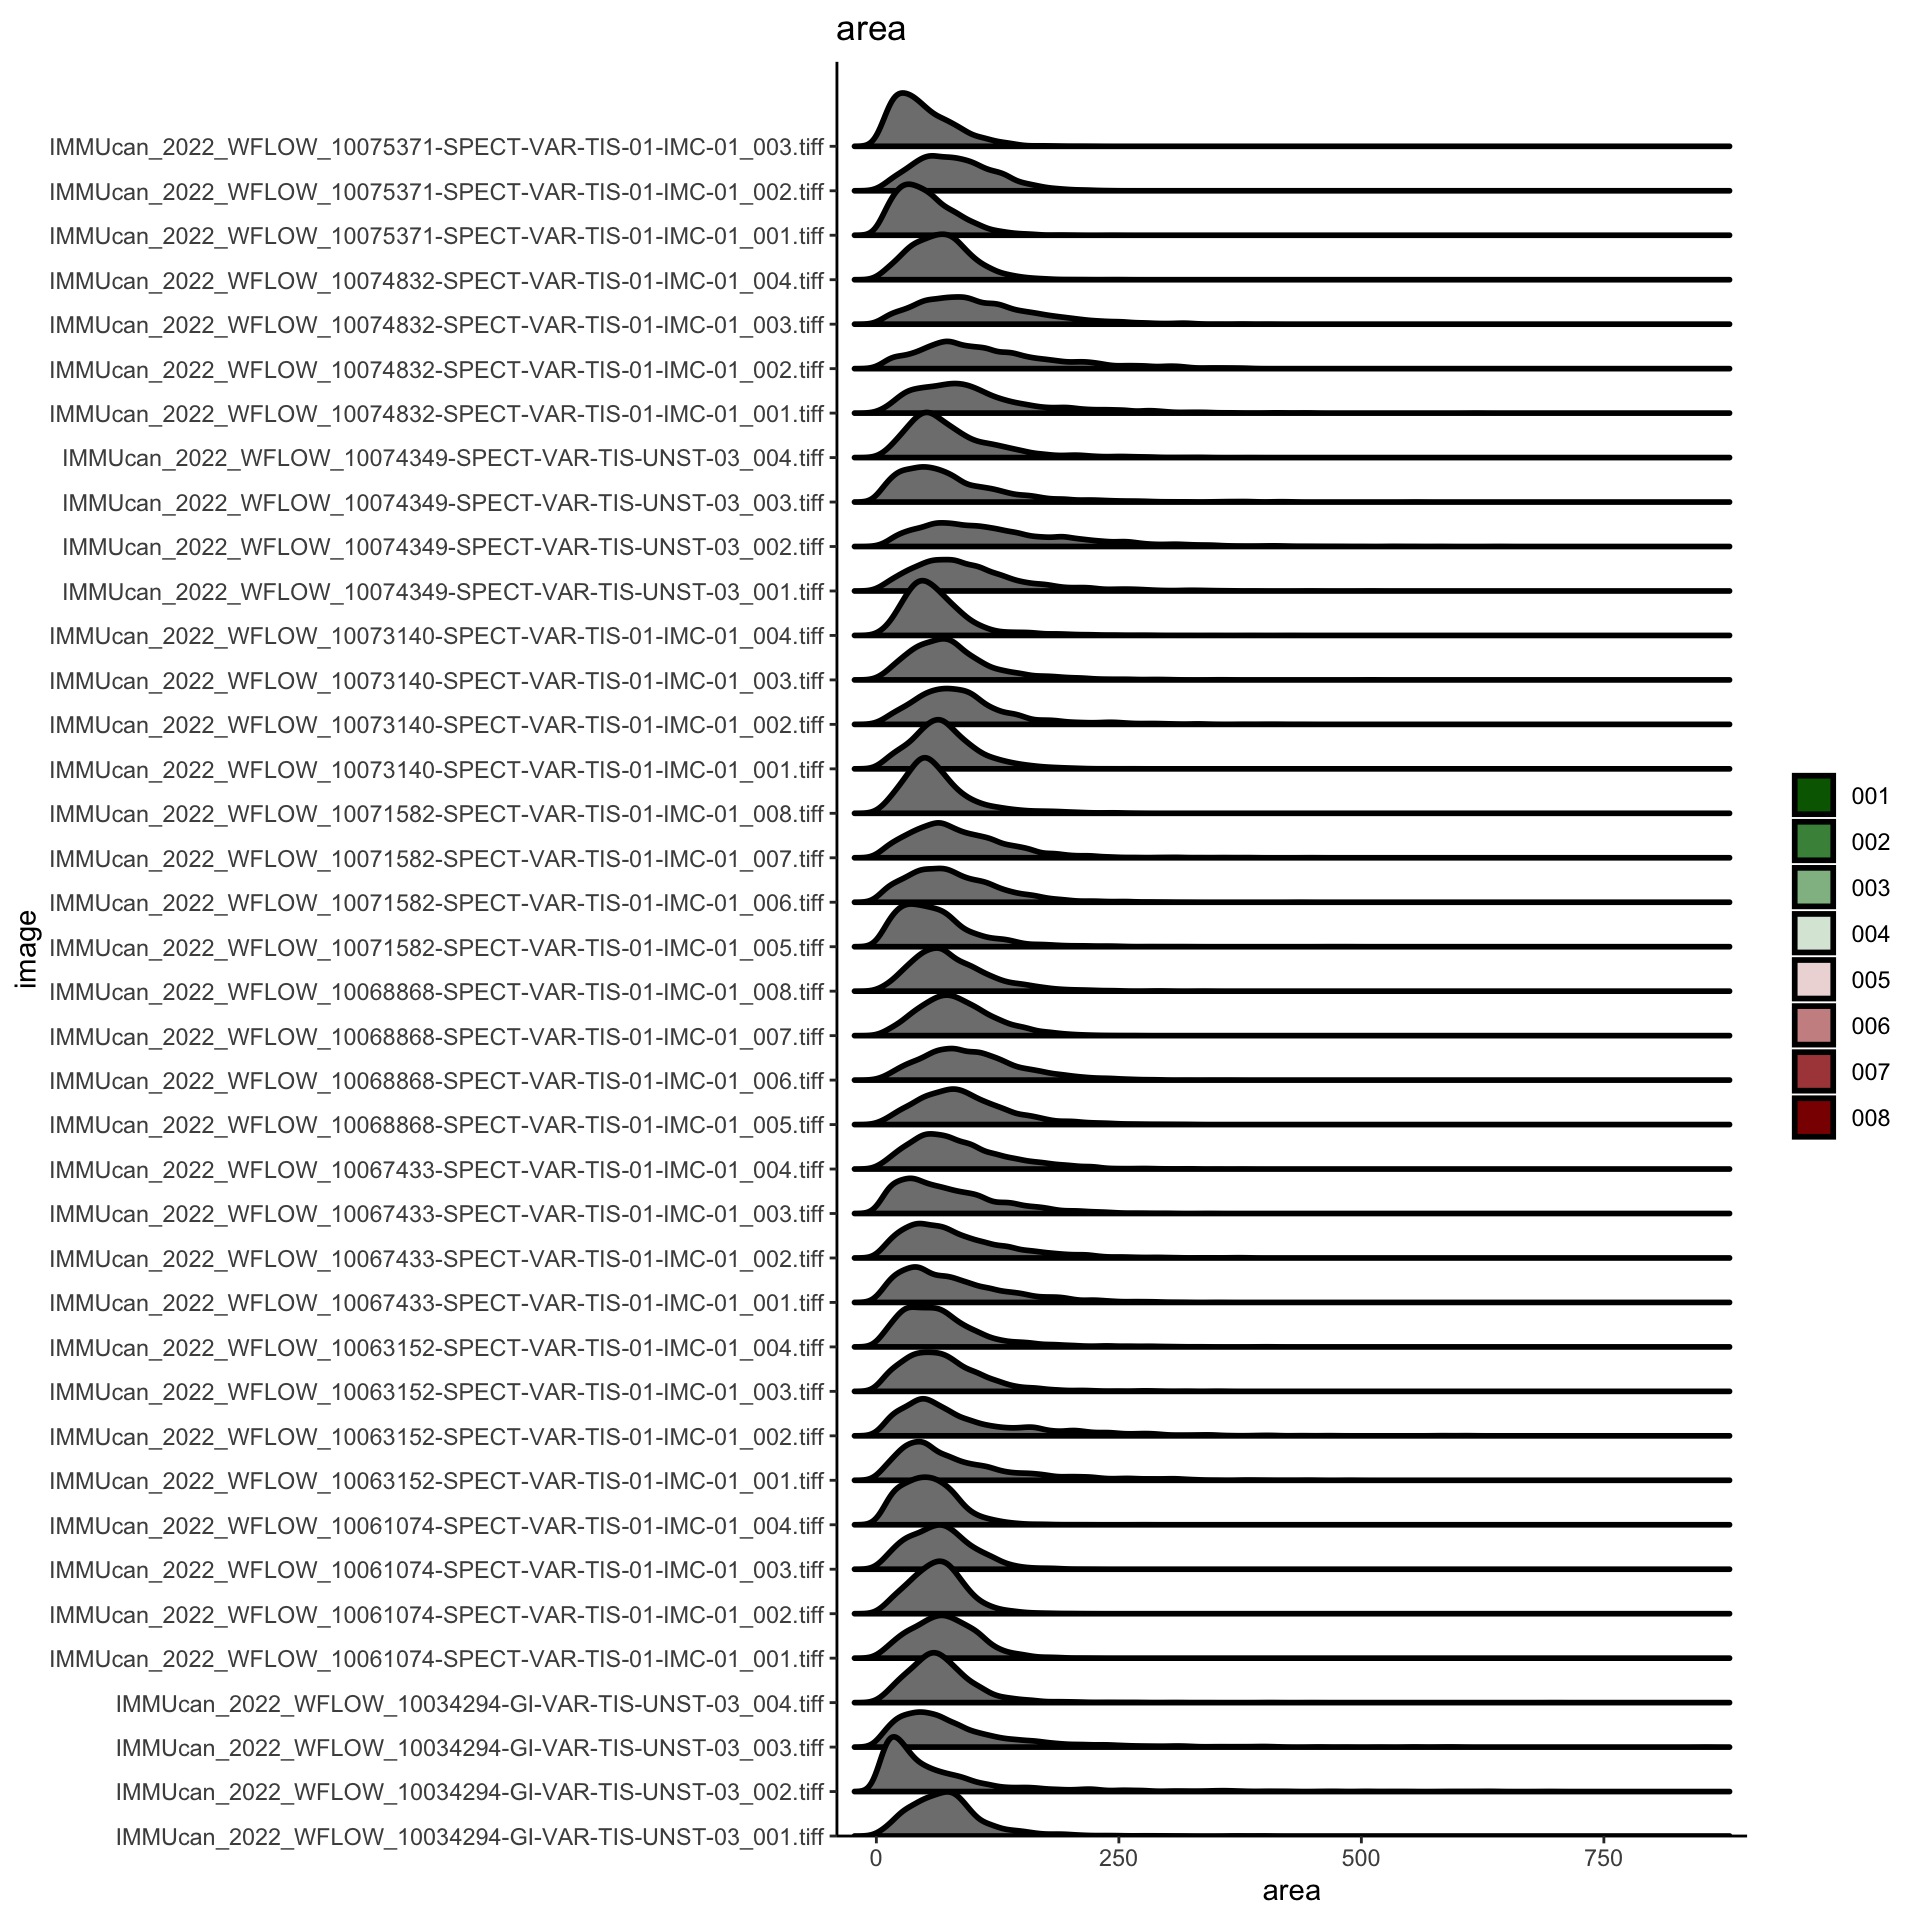 area
IMMUcan_2022_WFLOW_10075371-SPECT-VAR-TIS-01-IMC-01_003.tiff
IMMUcan_2022_WFLOW_10075371-SPECT-VAR-TIS-01-IMC-01_002.tiff
IMMUcan_2022_WFLOW_10075371-SPECT-VAR-TIS-01-IMC-01_001.tiff
IMMUcan_2022_WFLOW_10074832-SPECT-VAR-TIS-01-IMC-01_004.tiff
IMMUcan_2022_WFLOW_10074832-SPECT-VAR-TIS-01-IMC-01_003.tiff
IMMUcan_2022_WFLOW_10074832-SPECT-VAR-TIS-01-IMC-01_002.tiff
IMMUcan_2022_WFLOW_10074832-SPECT-VAR-TIS-01-IMC-01_001.tiff
IMMUcan_2022_WFLOW_10074349-SPECT-VAR-TIS-UNST-03_004.tiff
IMMUcan_2022_WFLOW_10074349-SPECT-VAR-TIS-UNST-03_003.tiff
IMMUcan_2022_WFLOW_10074349-SPECT-VAR-TIS-UNST-03_002.tiff
IMMUcan_2022_WFLOW_10074349-SPECT-VAR-TIS-UNST-03_001.tiff
IMMUcan_2022_WFLOW_10073140-SPECT-VAR-TIS-01-IMC-01_004.tiff
IMMUcan_2022_WFLOW_10073140-SPECT-VAR-TIS-01-IMC-01_003.tiff
IMMUcan_2022_WFLOW_10073140-SPECT-VAR-TIS-01-IMC-01_002.tiff
IMMUcan_2022_WFLOW_10073140-SPECT-VAR-TIS-01-IMC-01_001.tiff
IMMUcan_2022_WFLOW_10071582-SPECT-VAR-TIS-01-IMC-01_008.tiff
IMMUcan_2022_WFLOW_10071582-SPECT-VAR-TIS-01-IMC-01_007.tiff
IMMUcan_2022_WFLOW_10071582-SPECT-VAR-TIS-01-IMC-01_006.tiff
IMMUcan_2022_WFLOW_10071582-SPECT-VAR-TIS-01-IMC-01_005.tiff
IMMUcan_2022_WFLOW_10068868-SPECT-VAR-TIS-01-IMC-01_008.tiff
IMMUcan_2022_WFLOW_10068868-SPECT-VAR-TIS-01-IMC-01_007.tiff
IMMUcan_2022_WFLOW_10068868-SPECT-VAR-TIS-01-IMC-01_006.tiff
IMMUcan_2022_WFLOW_10068868-SPECT-VAR-TIS-01-IMC-01_005.tiff
IMMUcan_2022_WFLOW_10067433-SPECT-VAR-TIS-01-IMC-01_004.tiff
IMMUcan_2022_WFLOW_10067433-SPECT-VAR-TIS-01-IMC-01_003.tiff
IMMUcan_2022_WFLOW_10067433-SPECT-VAR-TIS-01-IMC-01_002.tiff
IMMUcan_2022_WFLOW_10067433-SPECT-VAR-TIS-01-IMC-01_001.tiff
IMMUcan_2022_WFLOW_10063152-SPECT-VAR-TIS-01-IMC-01_004.tiff
IMMUcan_2022_WFLOW_10063152-SPECT-VAR-TIS-01-IMC-01_003.tiff
IMMUcan_2022_WFLOW_10063152-SPECT-VAR-TIS-01-IMC-01_002.tiff
IMMUcan_2022_WFLOW_10063152-SPECT-VAR-TIS-01-IMC-01_001.tiff
IMMUcan_2022_WFLOW_10061074-SPECT-VAR-TIS-01-IMC-01_004.tiff
IMMUcan_2022_WFLOW_10061074-SPECT-VAR-TIS-01-IMC-01_003.tiff
IMMUcan_2022_WFLOW_10061074-SPECT-VAR-TIS-01-IMC-01_002.tiff
IMMUcan_2022_WFLOW_10061074-SPECT-VAR-TIS-01-IMC-01_001.tiff
IMMUcan_2022_WFLOW_10034294-GI-VAR-TIS-UNST-03_004.tiff
IMMUcan_2022_WFLOW_10034294-GI-VAR-TIS-UNST-03_003.tiff
IMMUcan_2022_WFLOW_10034294-GI-VAR-TIS-UNST-03_002.tiff
IMMUcan_2022_WFLOW_10034294-GI-VAR-TIS-UNST-03_001.tiff
image
0 250 500 750
area
001
002
003
004
005
006
007
008